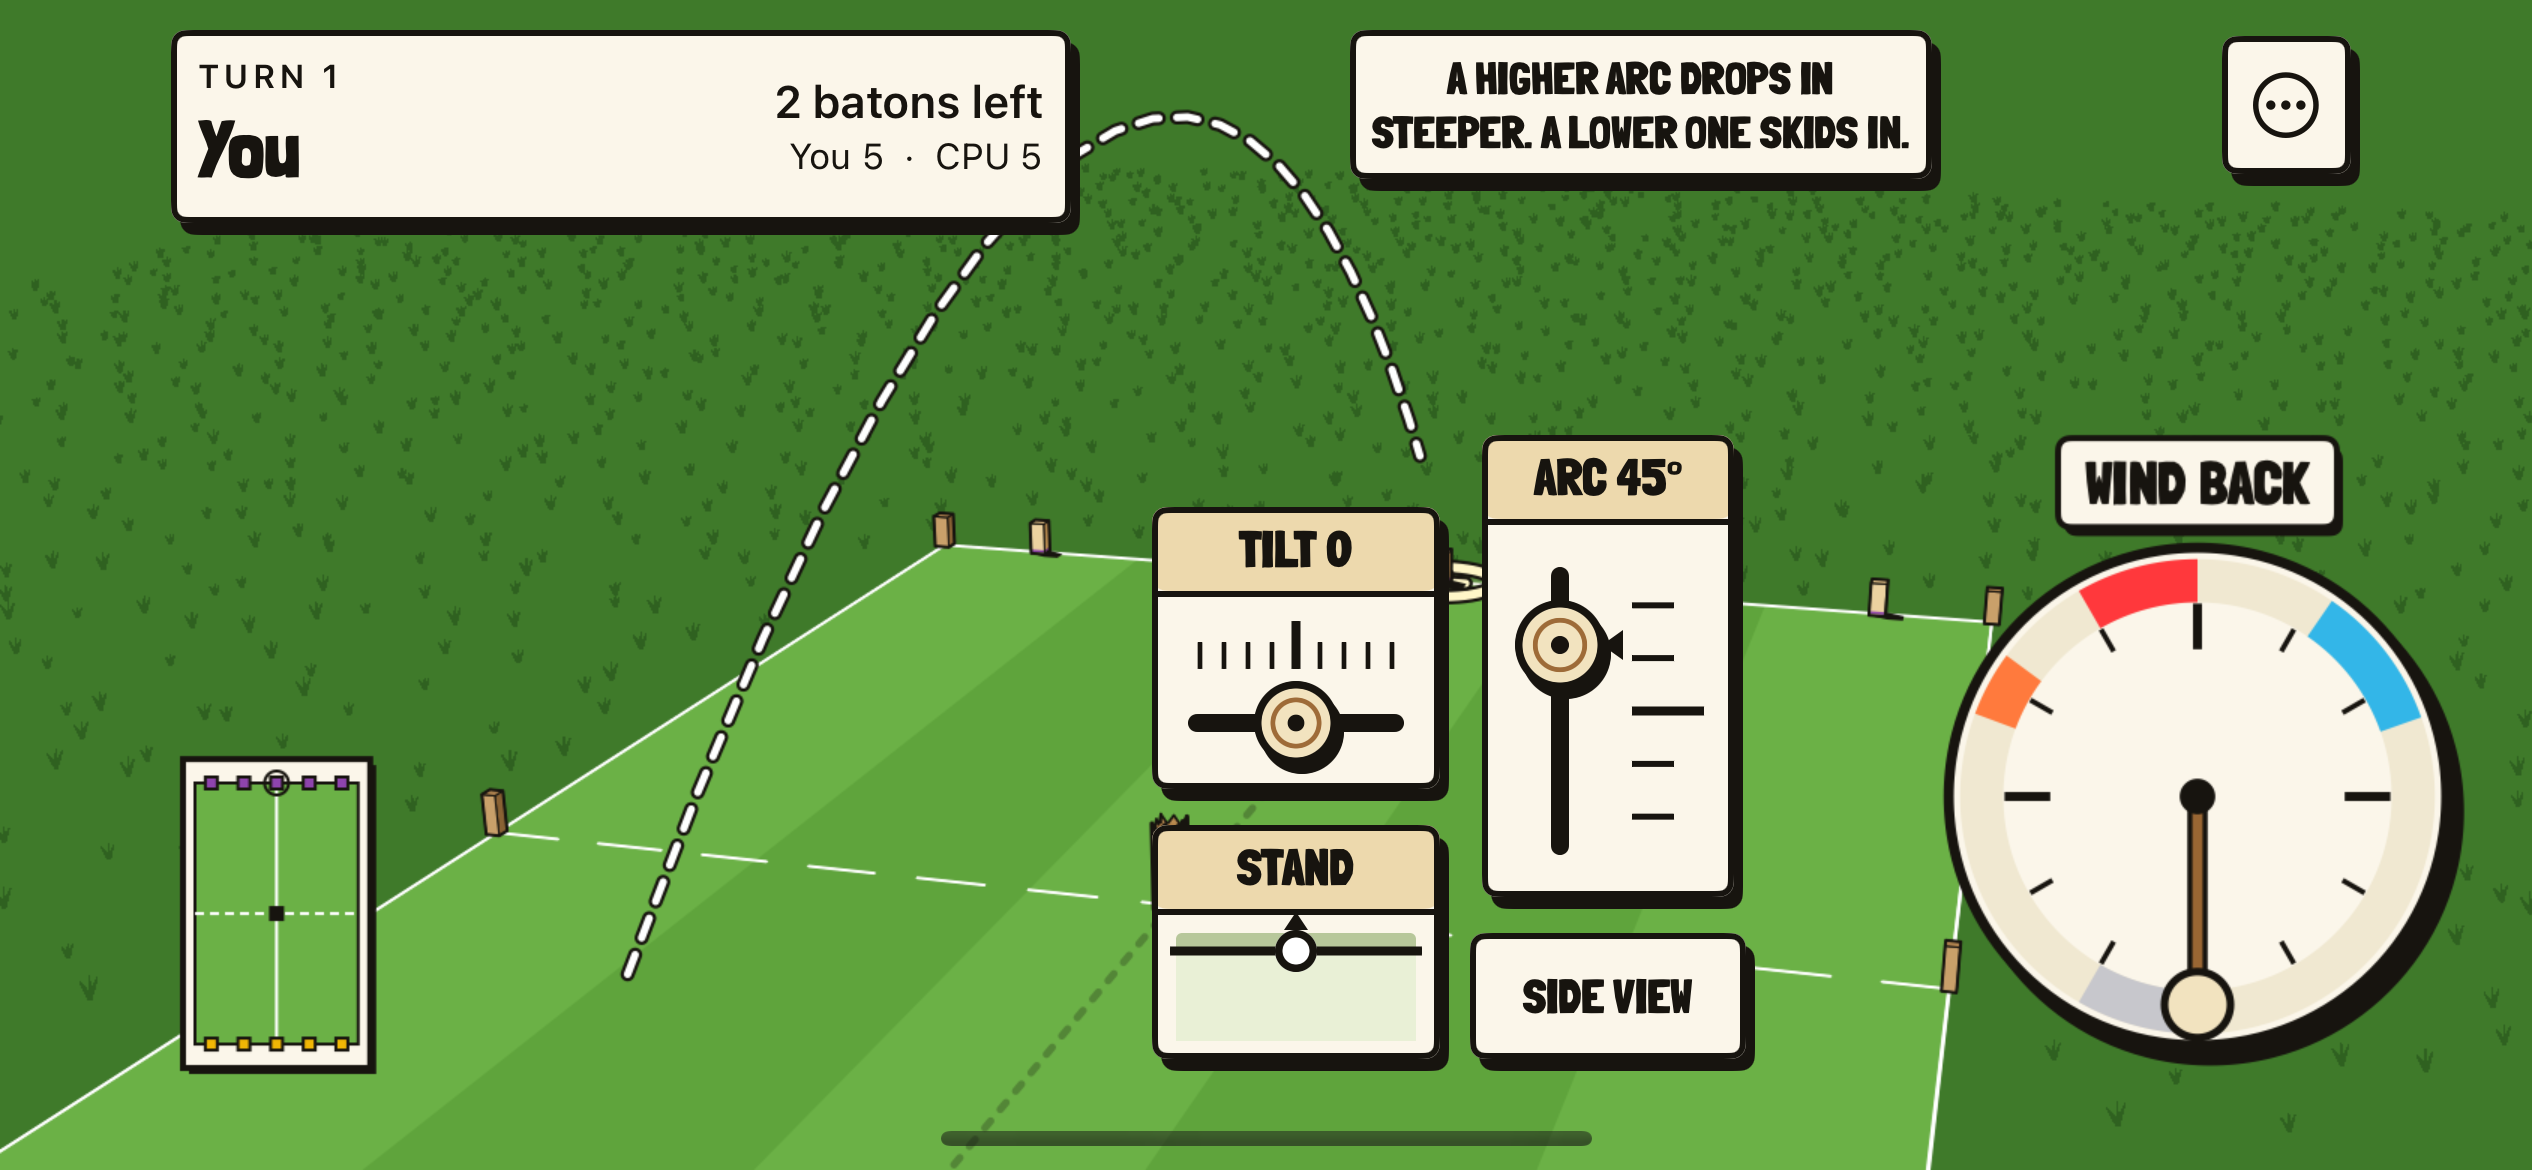 TURN 1
You
2 batons left
You 5 · CPU 5
A HIGHER ARC DROPS IN
STEEPER. A LOWER ONE SKIDS IN.
ARC 45°
WIND BACK
TILT 0
STAND
SIDE VIEW